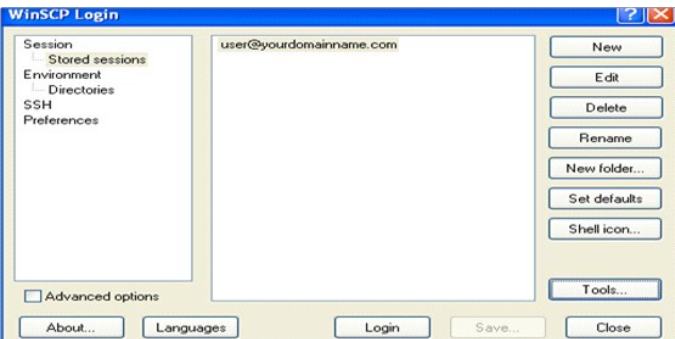 WinSCP Login
Session
Stored sessions
Environment
Directories
SSH
Preferences
Advanced options
user@yourdomainname.com
New
Edit
Delete
Rename
New folder...
Set defaults
Shell icon...
Tools...
About...
Languages
Login
Save...
Close